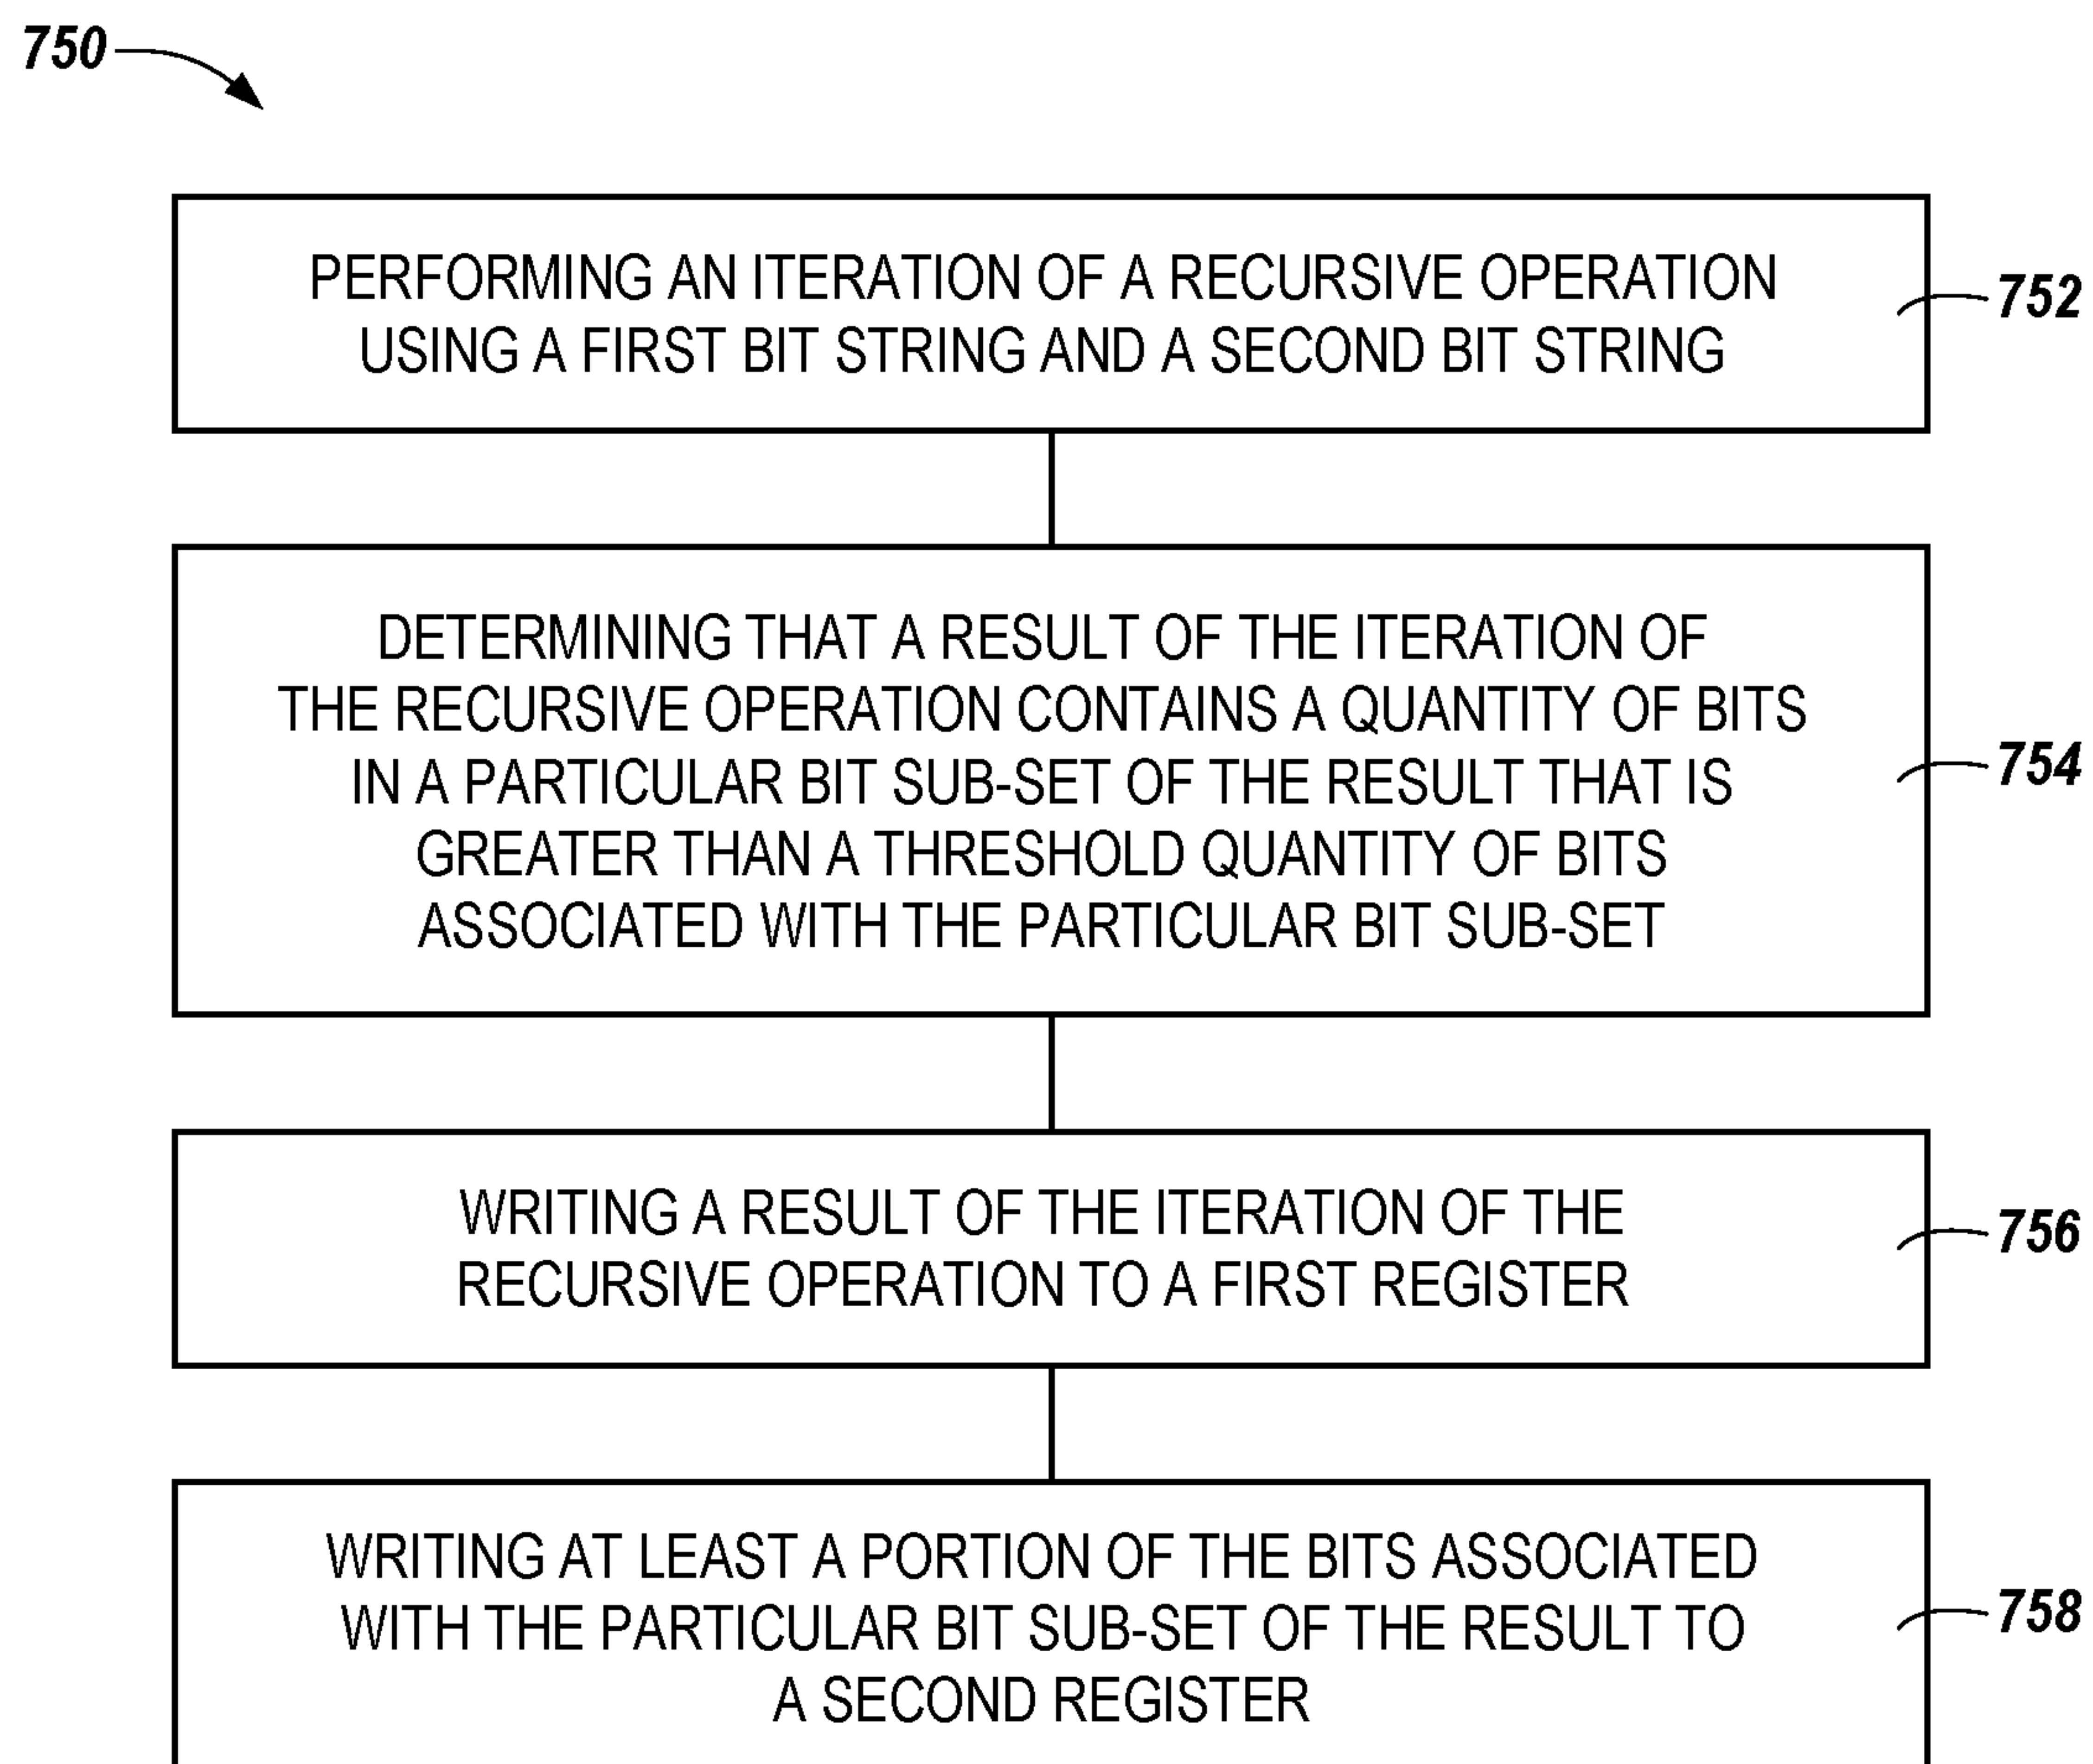 750
PERFORMING AN ITERATION OF A RECURSIVE OPERATION
USING A FIRST BIT STRING AND A SECOND BIT STRING
752
DETERMINING THAT A RESULT OF THE ITERATION OF
THE RECURSIVE OPERATION CONTAINS A QUANTITY OF BITS
IN A PARTICULAR BIT SUB-SET OF THE RESULT THAT IS
GREATER THAN A THRESHOLD QUANTITY OF BITS
ASSOCIATED WITH THE PARTICULAR BIT SUB-SET
754
WRITING A RESULT OF THE ITERATION OF THE
RECURSIVE OPERATION TO A FIRST REGISTER
756
WRITING AT LEAST A PORTION OF THE BITS ASSOCIATED
WITH THE PARTICULAR BIT SUB-SET OF THE RESULT TO
A SECOND REGISTER
758